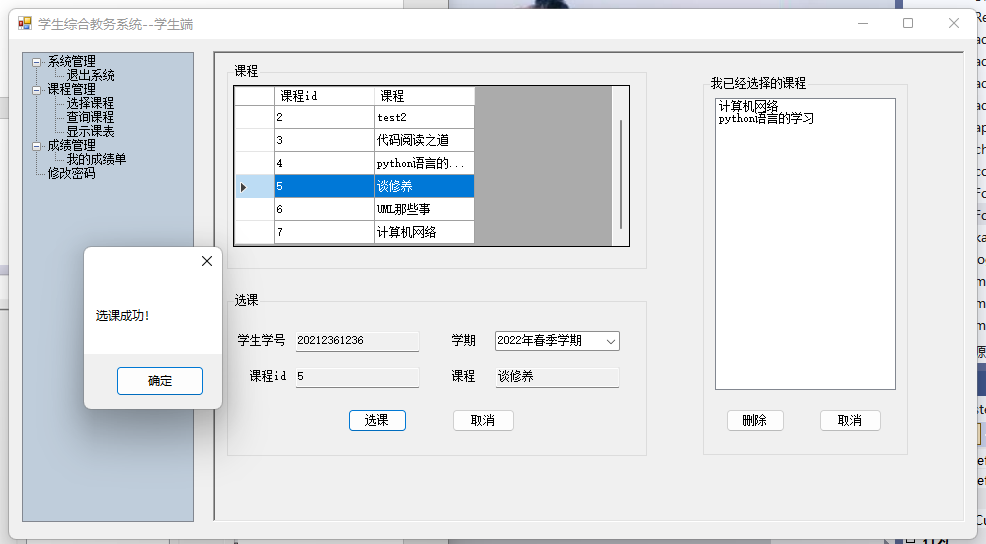 学生综合教务系统--学生端
系统管理
退出系统
课程管理
选择课程
查询课程
显示课表
成绩管理
我的成绩单
修改密码
课程
课程id 课程
2 test2
3 代码阅读之道
4 python语言的...
5 谈修养
6 UML那些事
7 计算机网络
选课
学生学号 20212361236 学期 2022年春季学期
课程id 5 课程 谈修养
选课 取消
我已经选择的课程
计算机网络
python语言的学习
删除 取消
选课成功!
确定